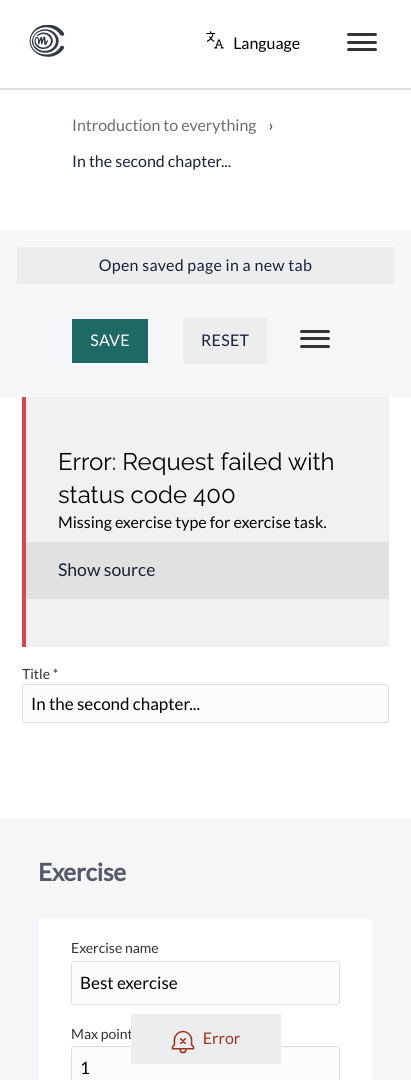 Language
Introduction to everything ›
In the second chapter...
Open saved page in a new tab
SAVE RESET
Error: Request failed with
status code 400
Missing exercise type for exercise task.
Show source
Title *
In the second chapter...
Exercise
Exercise name
Best exercise
Max point
Error
1